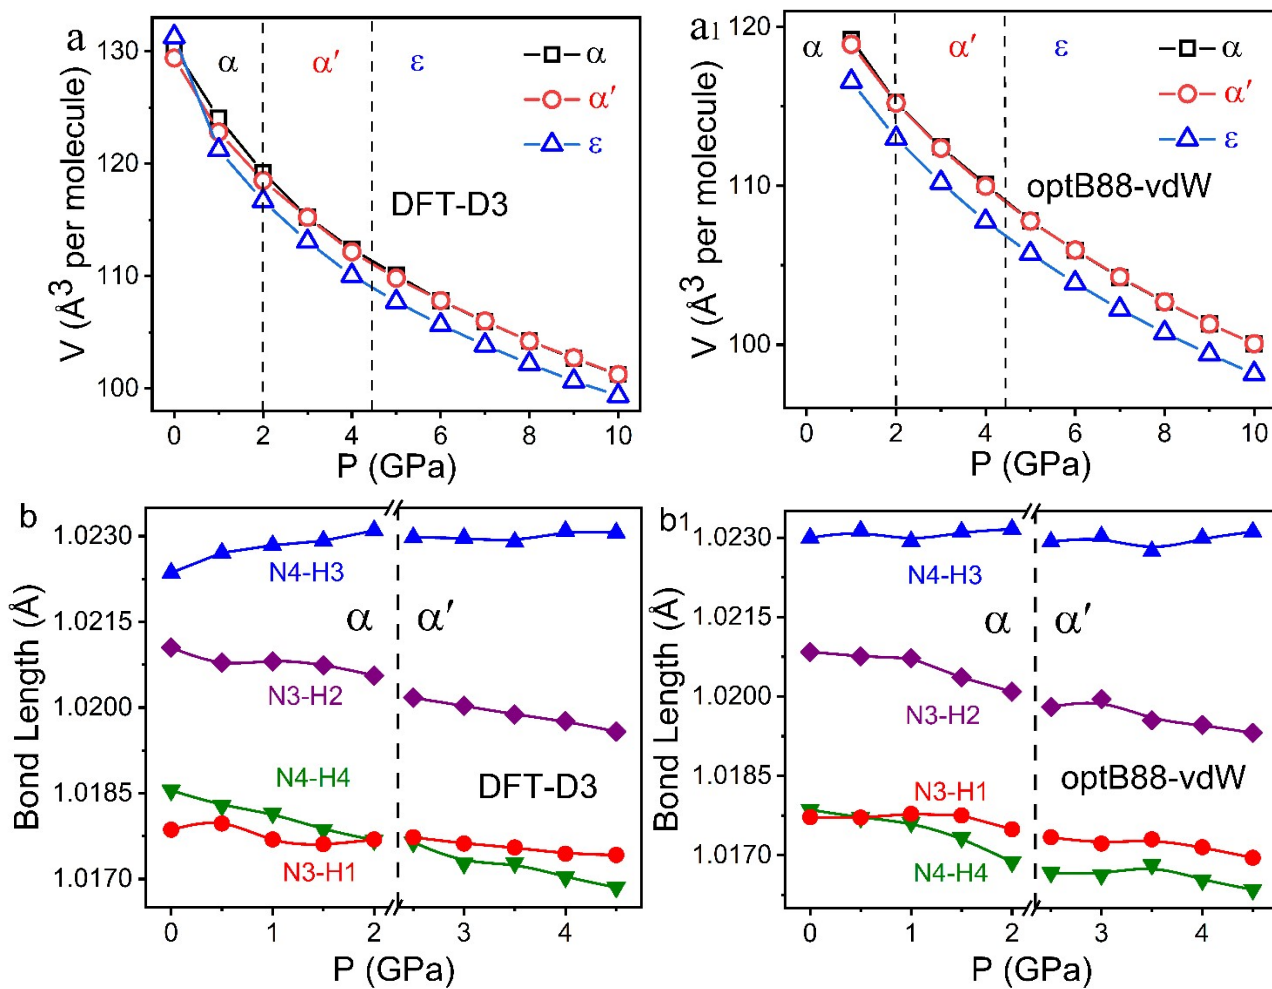 a
130
120
110
100
V (Å³ per molecule)
α
α′
ε
α
α′
ε
DFT-D3
0
2
4
6
8
10
P (GPa)
a1
120
110
100
V (Å³ per molecule)
α
α′
ε
α
α′
ε
optB88-vdW
0
2
4
6
8
10
P (GPa)
b
1.0230
1.0215
1.0200
1.0185
1.0170
Bond Length (Å)
N4-H3
α
α′
N3-H2
N4-H4
DFT-D3
N3-H1
0
1
2
3
4
P (GPa)
b1
1.0230
1.0215
1.0200
1.0185
1.0170
Bond Length (Å)
N4-H3
α
α′
N3-H2
optB88-vdW
N3-H1
N4-H4
0
1
2
3
4
P (GPa)